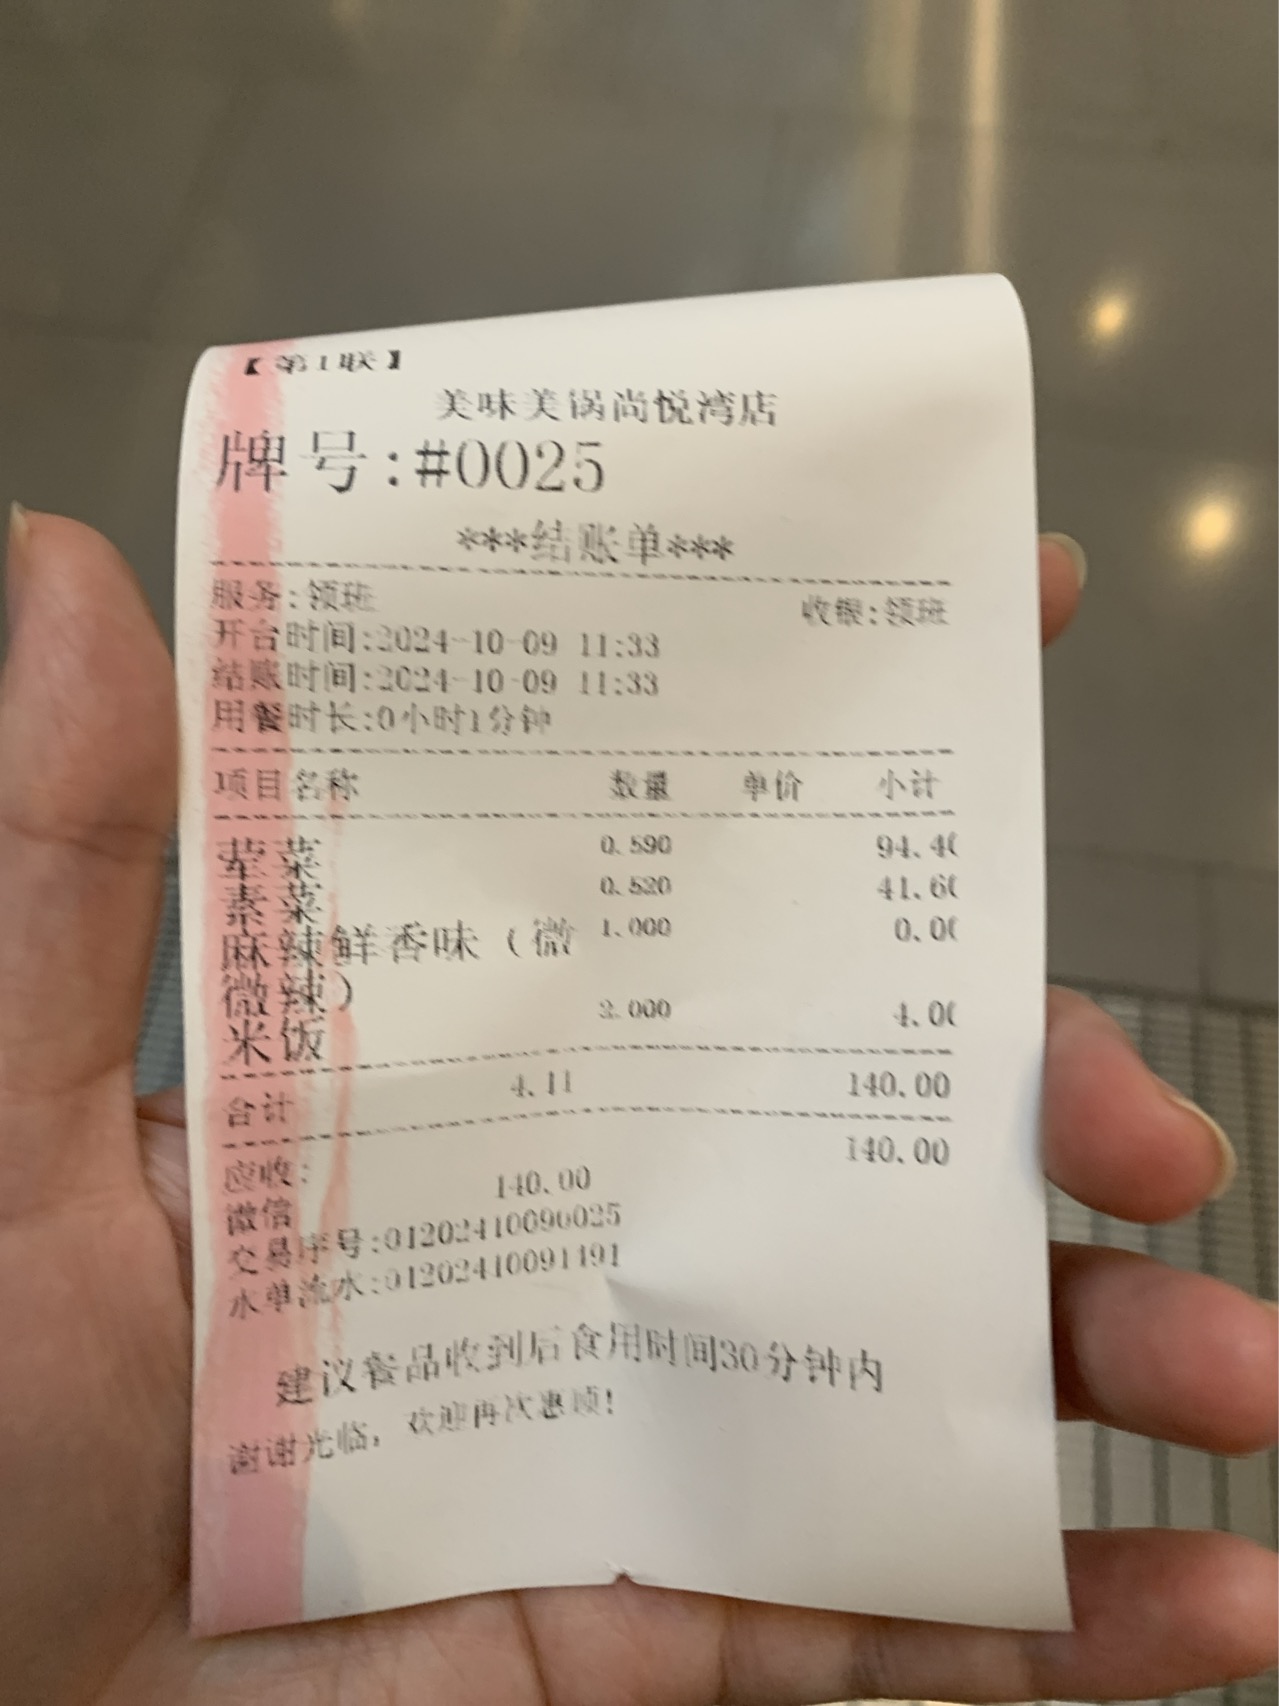 【第1联】
美味美锅尚悦湾店
牌号:#0025
***结账单***
服务:领班 收银:领班
开台时间:2024-10-09 11:33
结账时间:2024-10-09 11:33
用餐时长:0小时1分钟
项目名称 数量 单价 小计
荤菜 0.590 94.40
素菜 0.520 41.60
麻辣鲜香味（微 1.000 0.00
微辣）
米饭 2.000 4.00
合计 4.11 140.00
应收: 140.00
微信 140.00
交易序号:01202410090025
水单流水:01202410091491
建议餐品收到后食用时间30分钟内
谢谢光临，欢迎再次惠顾!